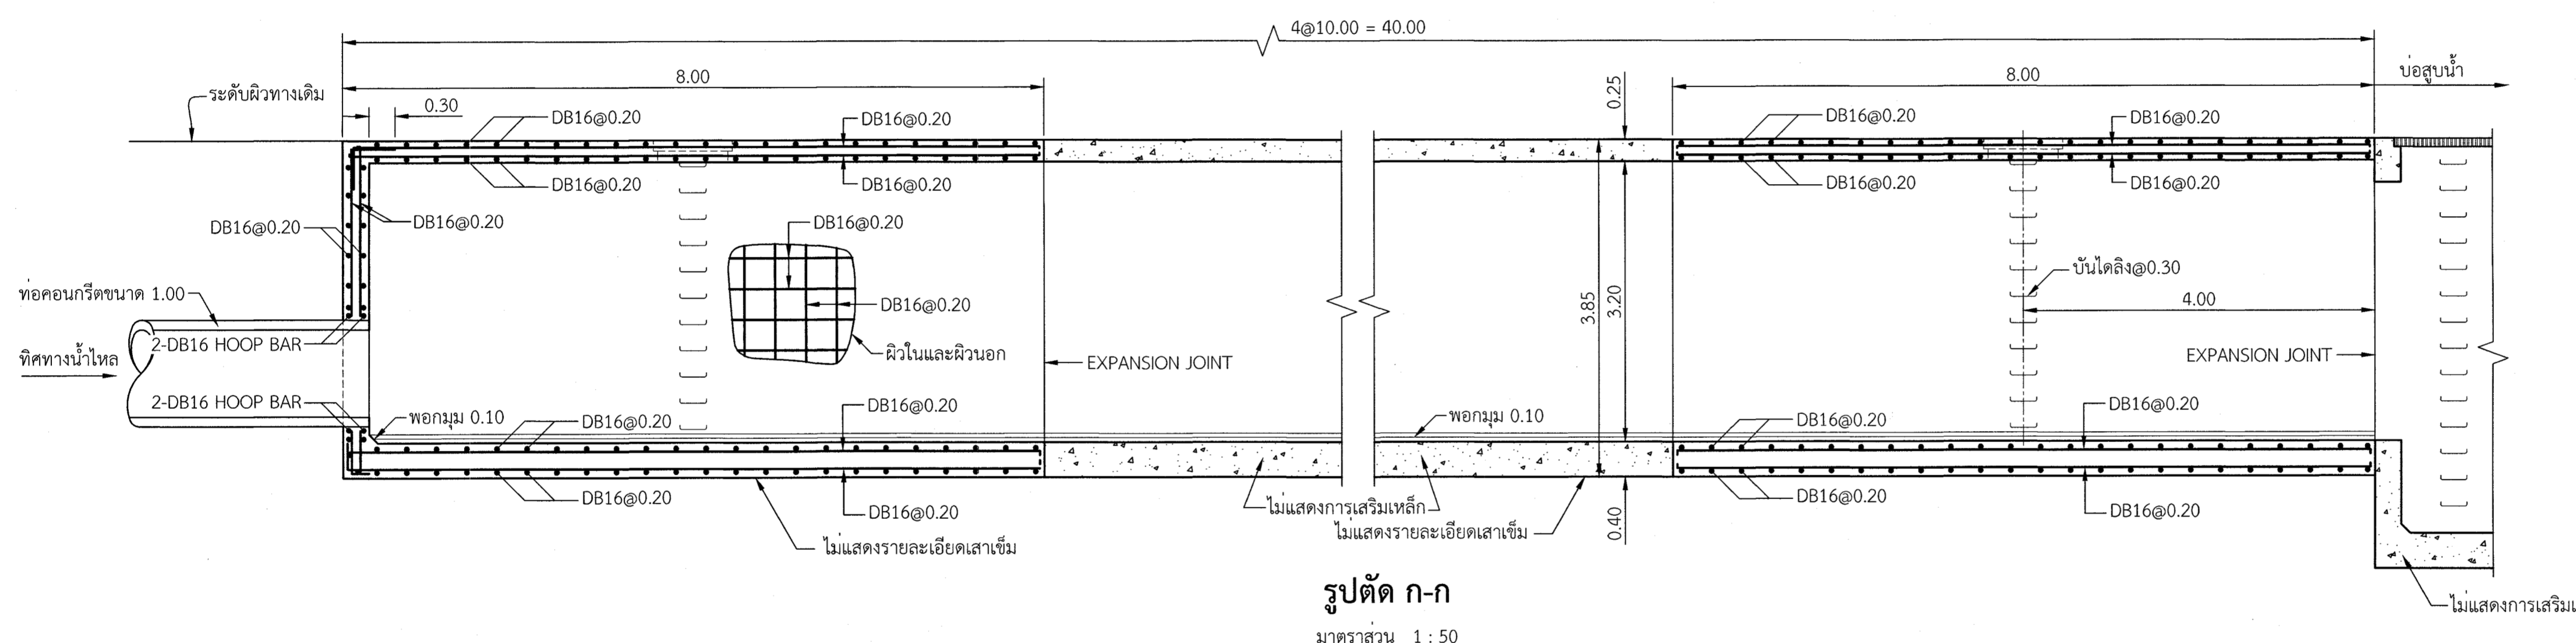 4@10.00 = 40.00
8.00
8.00
บ่อสูบน้ำ
ระดับผิวทางเดิม
0.30
0.25
DB16@0.20
DB16@0.20
DB16@0.20
DB16@0.20
DB16@0.20
DB16@0.20
DB16@0.20
DB16@0.20
DB16@0.20
DB16@0.20
DB16@0.20
DB16@0.20
DB16@0.20
ท่อคอนกรีตขนาด 1.00
3.85
3.20
บันไดลิง@0.30
4.00
2-DB16 HOOP BAR
ผิวในและผิวนอก
ทิศทางน้ำไหล
EXPANSION JOINT
EXPANSION JOINT
2-DB16 HOOP BAR
พอกมุม 0.10
DB16@0.20
DB16@0.20
พอกมุม 0.10
DB16@0.20
DB16@0.20
DB16@0.20
DB16@0.20
ไม่แสดงการเสริมเหล็ก
0.40
DB16@0.20
DB16@0.20
ไม่แสดงรายละเอียดเสาเข็ม
ไม่แสดงรายละเอียดเสาเข็ม
รูปตัด ก-ก
มาตราส่วน 1 : 50